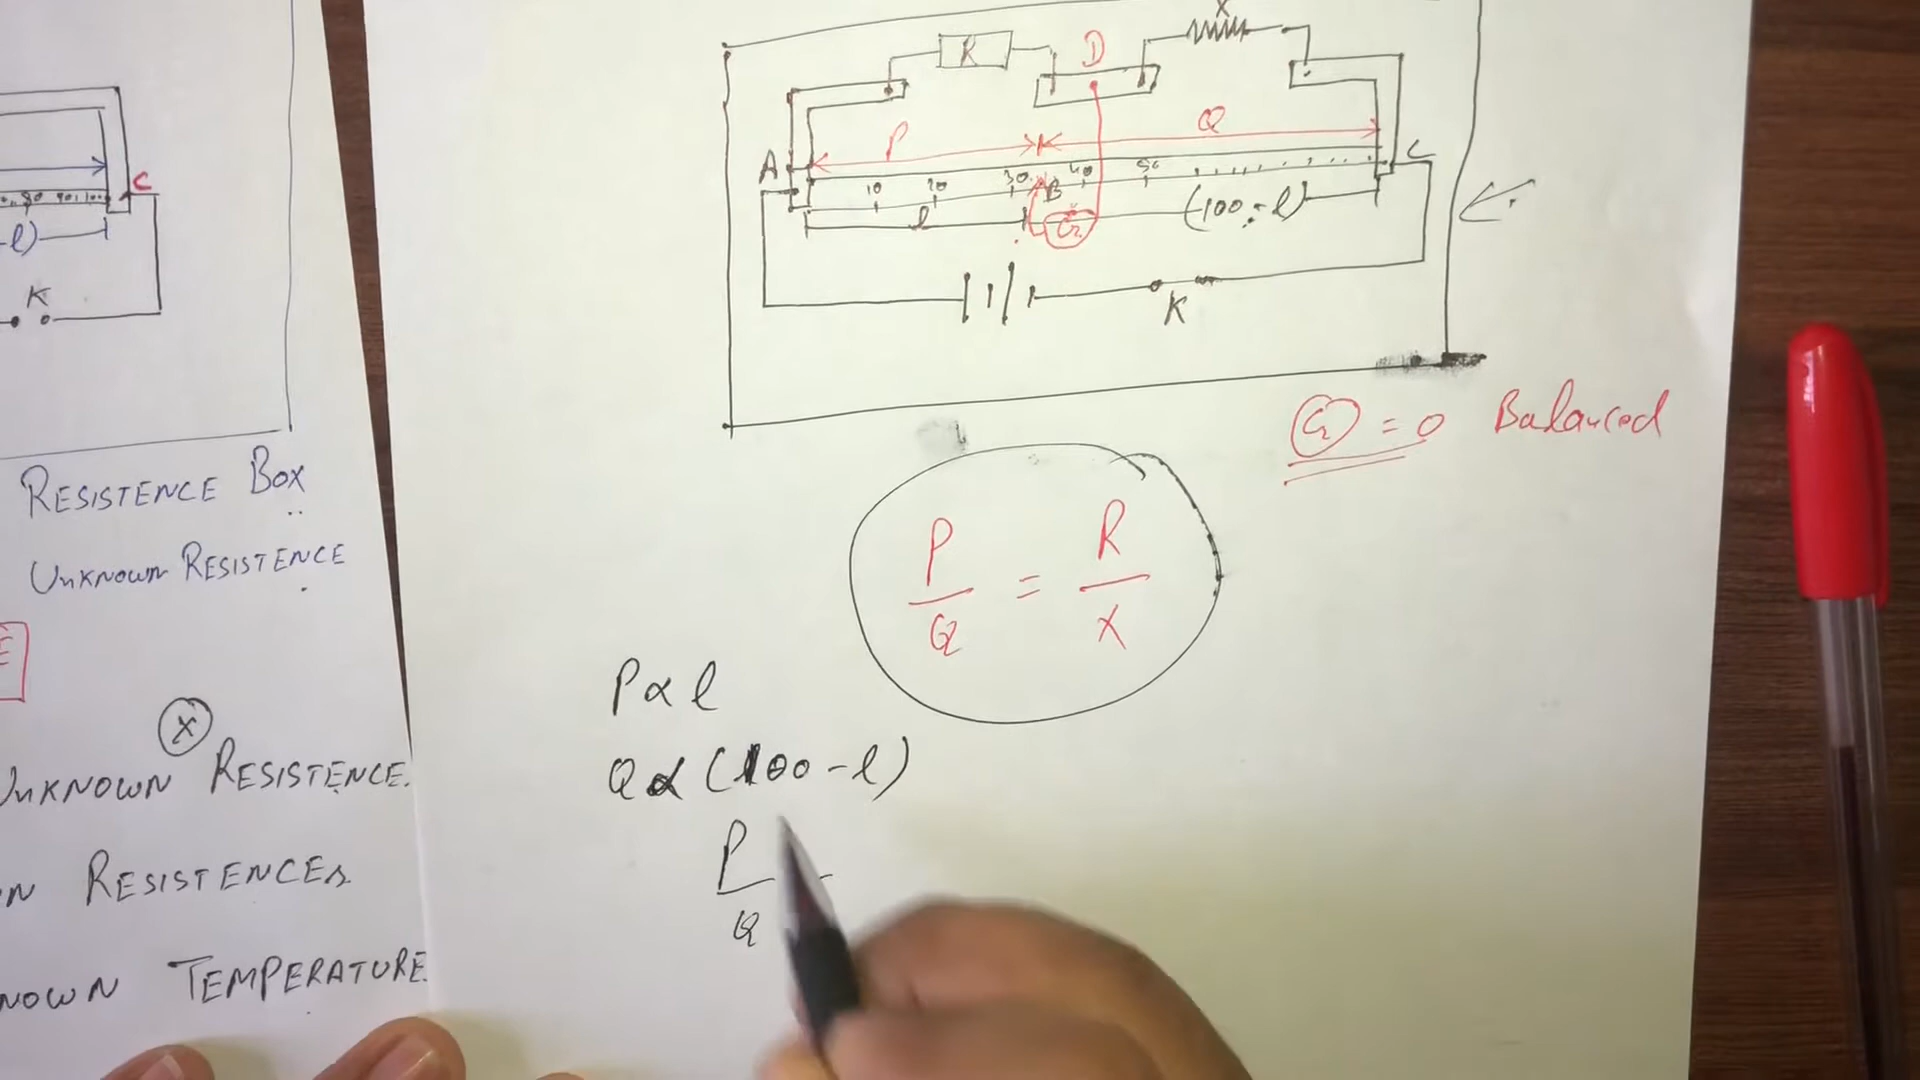 C
-l)
K
RESISTENCE BOX
UNKNOWN RESISTENCE
E
X
UNKNOWN RESISTENCE.
N RESISTENCES
NOWN TEMPERATURE
R
D
X
P
Q
A
10 20 30 40 50
B
C
l
G
(100-l)
K
G = 0 Balanced
P/Q = R/X
P ∝ l
Q ∝ (100-l)
P
Q